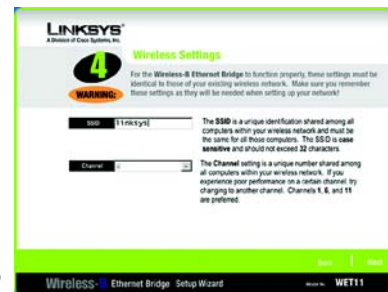 LINKSYS®
A Division of Cisco Systems, Inc.
4
WARNING:
Wireless Settings
For the Wireless-B Ethernet Bridge to function properly, these settings must be
identical to those of your existing wireless network. Make sure you remember
these settings as they will be needed when setting up your network!
SSID
linksys
The SSID is a unique identification shared among all
computers within your wireless network and must be
the same for all those computers. The SSID is case
sensitive and should not exceed 32 characters.
Channel
The Channel setting is a unique number shared among
all computers within your wireless network. If you
experience poor performance on a certain channel, try
changing to another channel. Channels 1, 6, and 11
are preferred.
Back
Next
Wireless-B Ethernet Bridge Setup Wizard
Model No. WET11